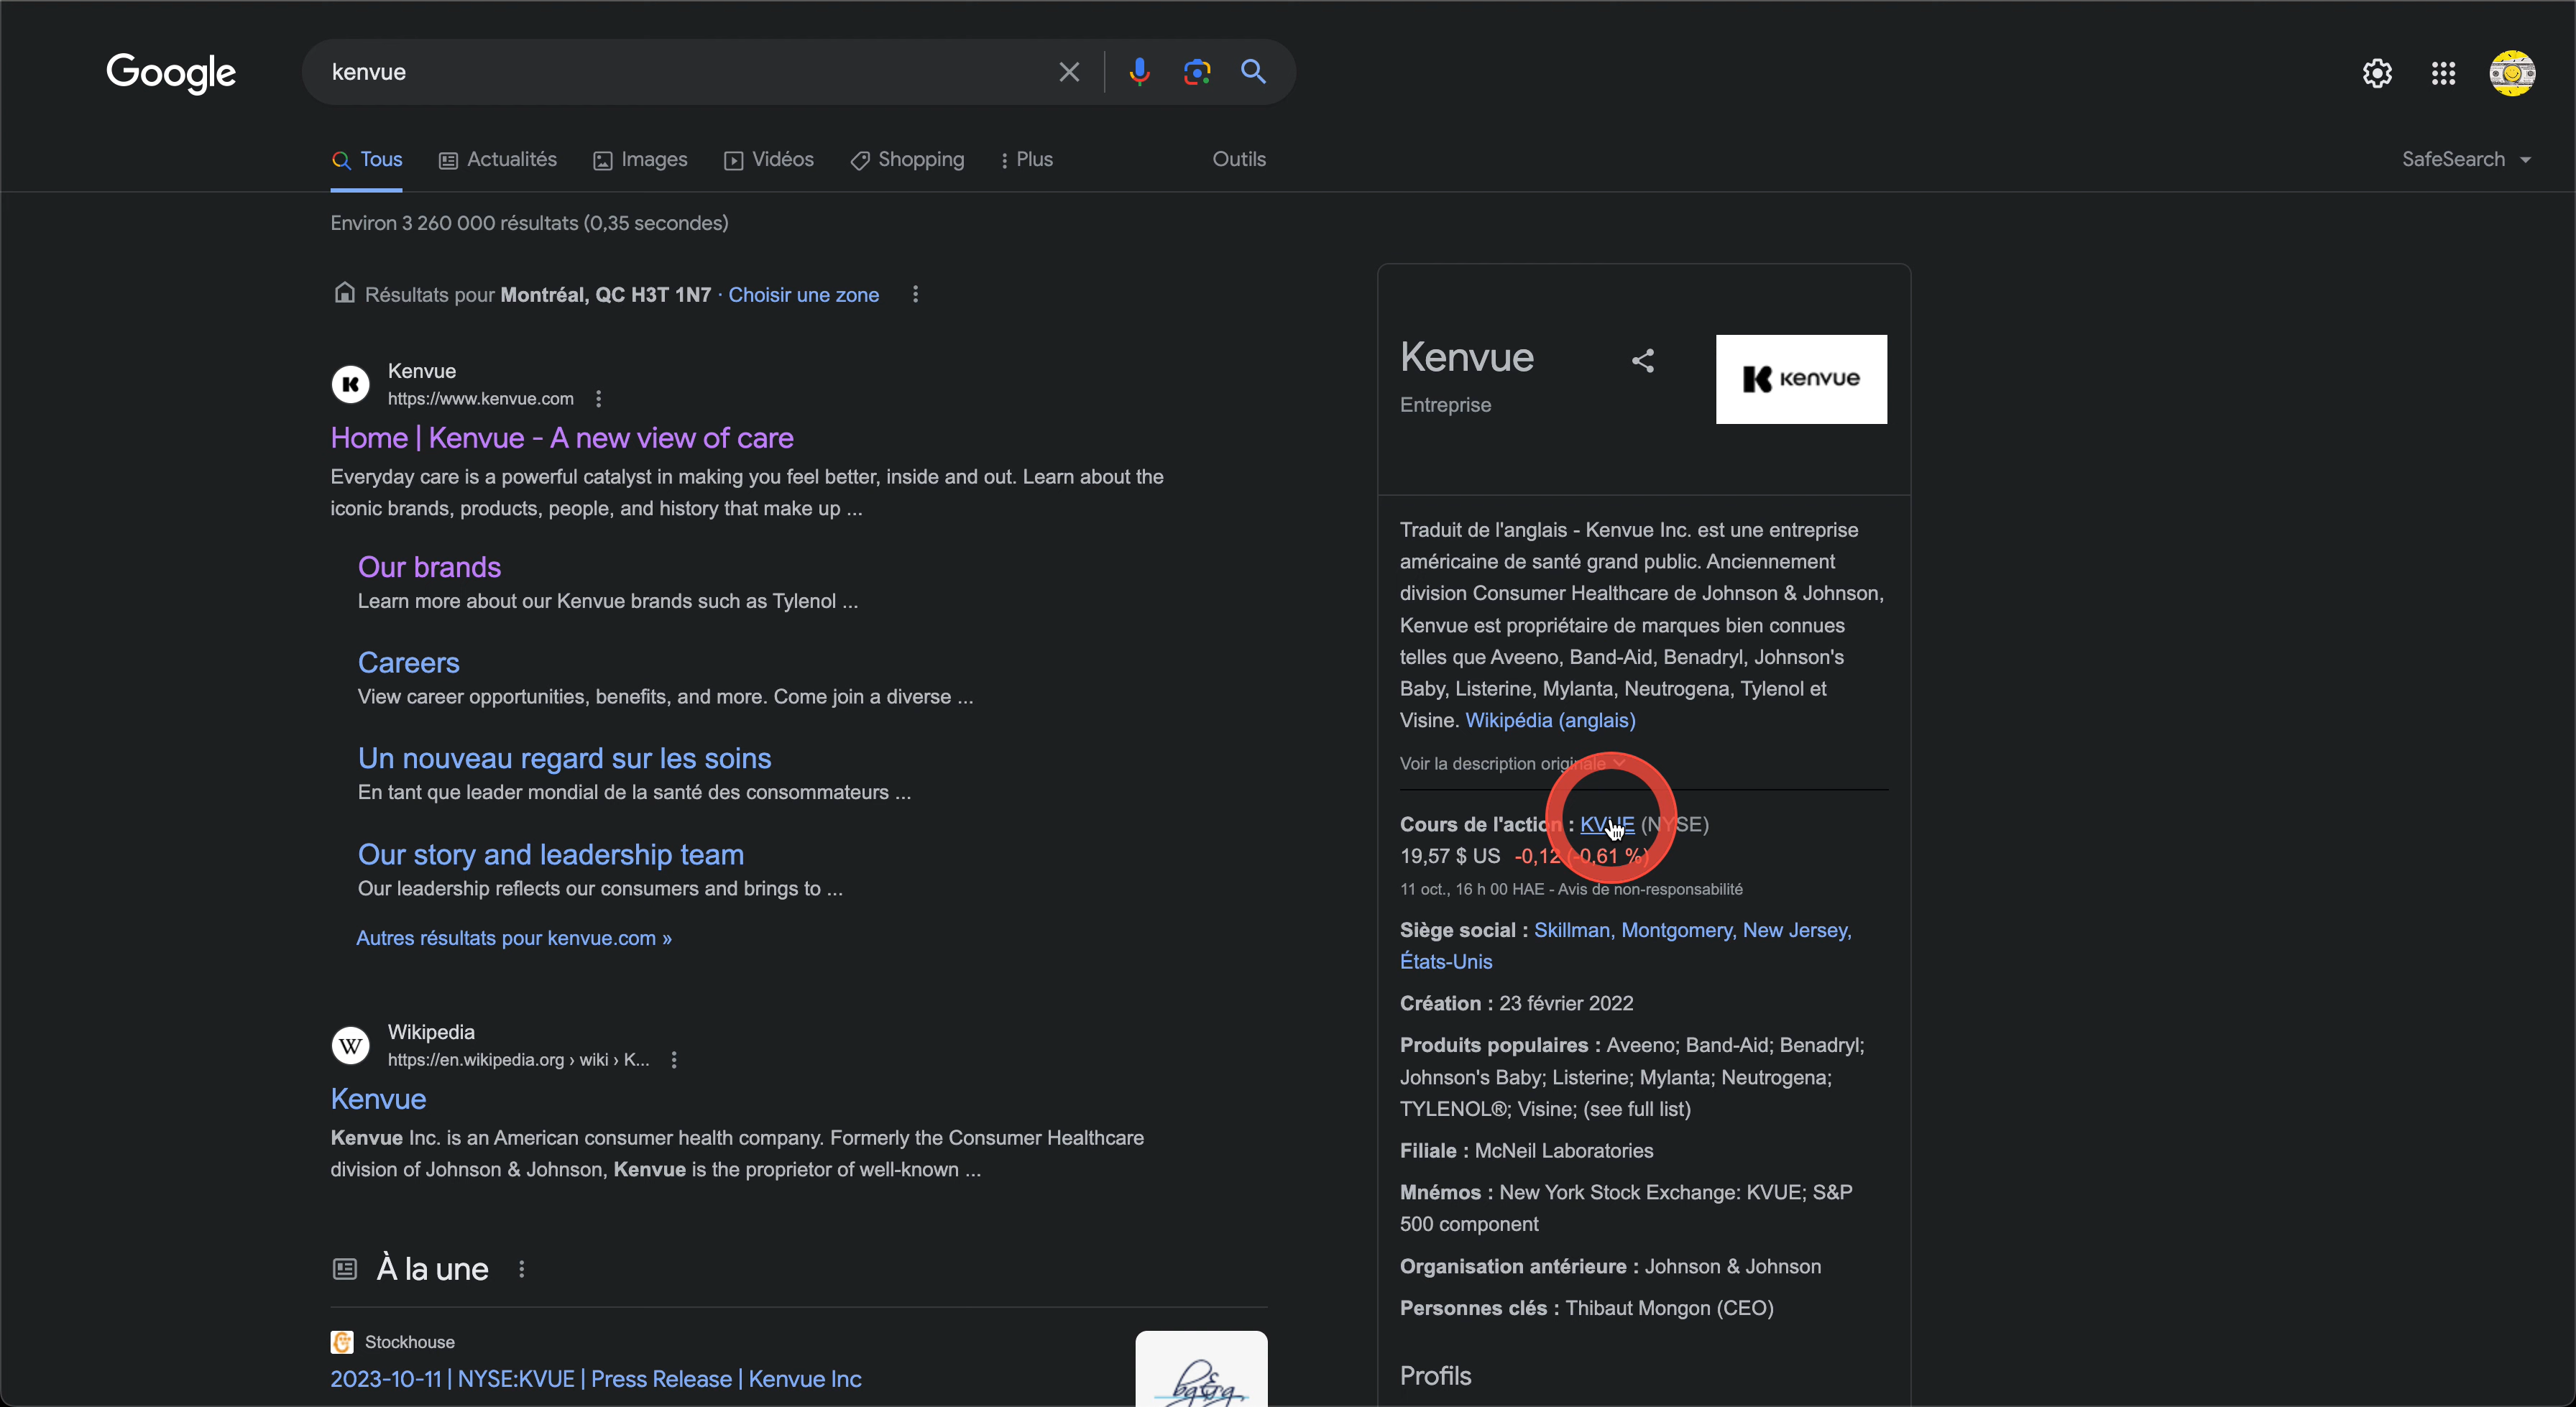 Google
kenvue
Tous
Actualités
Images
Vidéos
Shopping
Plus
Outils
SafeSearch
Environ 3 260 000 résultats (0,35 secondes)
Résultats pour Montréal, QC H3T 1N7 · Choisir une zone
Kenvue
https://www.kenvue.com
Home | Kenvue - A new view of care
Everyday care is a powerful catalyst in making you feel better, inside and out. Learn about the
iconic brands, products, people, and history that make up ...
Our brands
Learn more about our Kenvue brands such as Tylenol ...
Careers
View career opportunities, benefits, and more. Come join a diverse ...
Un nouveau regard sur les soins
En tant que leader mondial de la santé des consommateurs ...
Our story and leadership team
Our leadership reflects our consumers and brings to ...
Autres résultats pour kenvue.com »
W
Wikipedia
https://en.wikipedia.org › wiki › K...
Kenvue
Kenvue Inc. is an American consumer health company. Formerly the Consumer Healthcare
division of Johnson & Johnson, Kenvue is the proprietor of well-known ...
À la une
Stockhouse
2023-10-11 | NYSE:KVUE | Press Release | Kenvue Inc
Kenvue
Entreprise
kenvue
Traduit de l'anglais - Kenvue Inc. est une entreprise
américaine de santé grand public. Anciennement
division Consumer Healthcare de Johnson & Johnson,
Kenvue est propriétaire de marques bien connues
telles que Aveeno, Band-Aid, Benadryl, Johnson's
Baby, Listerine, Mylanta, Neutrogena, Tylenol et
Visine. Wikipédia (anglais)
Voir la description originale
Cours de l'action : KVUE (NYSE)
19,57 $ US -0,12 (-0,61 %)
11 oct., 16 h 00 HAE - Avis de non-responsabilité
Siège social : Skillman, Montgomery, New Jersey,
États-Unis
Création : 23 février 2022
Produits populaires : Aveeno; Band-Aid; Benadryl;
Johnson's Baby; Listerine; Mylanta; Neutrogena;
TYLENOL®; Visine; (see full list)
Filiale : McNeil Laboratories
Mnémos : New York Stock Exchange: KVUE; S&P
500 component
Organisation antérieure : Johnson & Johnson
Personnes clés : Thibaut Mongon (CEO)
Profils